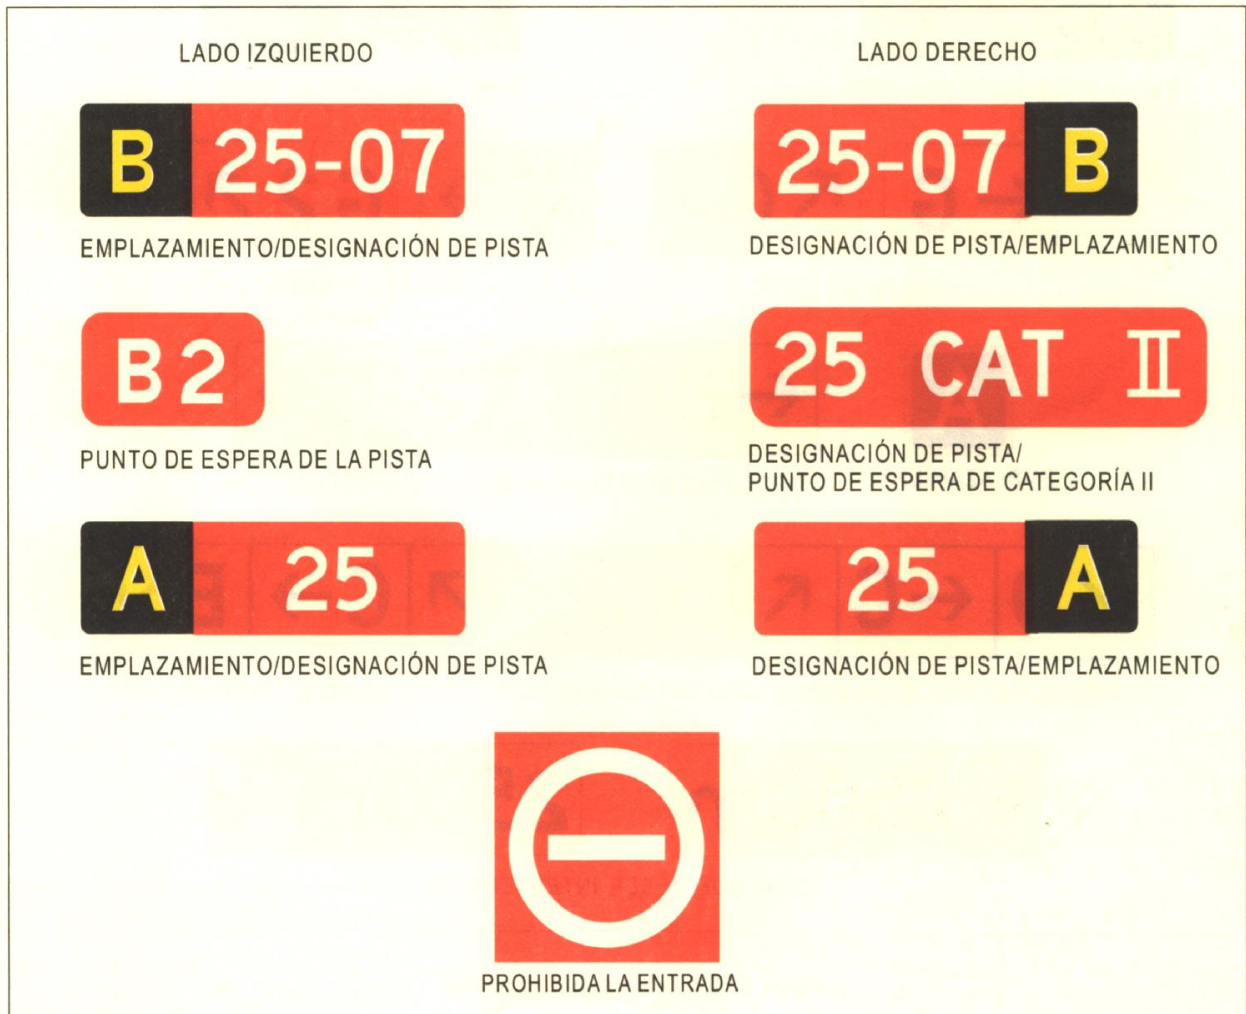 LADO IZQUIERDO
LADO DERECHO
B 25-07
25-07 B
EMPLAZAMIENTO/DESIGNACIÓN DE PISTA
DESIGNACIÓN DE PISTA/EMPLAZAMIENTO
B2
25 CAT II
PUNTO DE ESPERA DE LA PISTA
DESIGNACIÓN DE PISTA/
PUNTO DE ESPERA DE CATEGORÍA II
A 25
25 A
EMPLAZAMIENTO/DESIGNACIÓN DE PISTA
DESIGNACIÓN DE PISTA/EMPLAZAMIENTO
PROHIBIDA LA ENTRADA